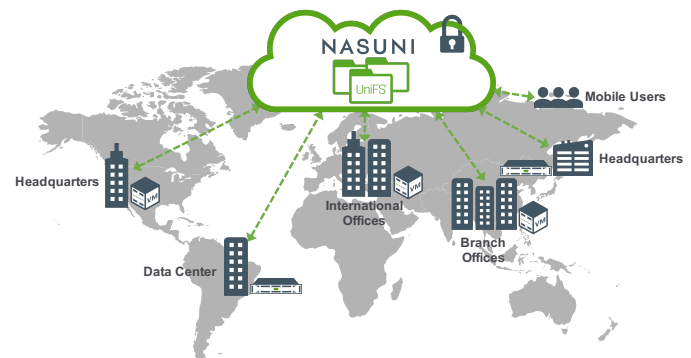 NASUNI
UniFS®
Mobile Users
Headquarters
Headquarters
VM
International
Offices
VM
Branch
Offices
VM
Data Center